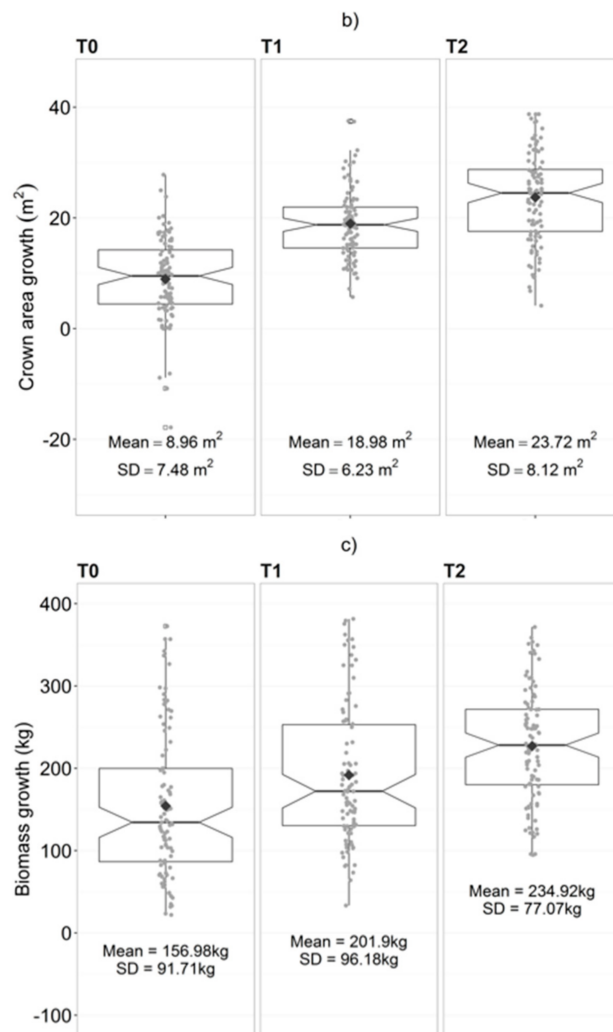 b)
T0 T1 T2
40
20
0
-20
Crown area growth (m²)
Mean = 8.96 m² Mean = 18.98 m² Mean = 23.72 m²
SD = 7.48 m² SD = 6.23 m² SD = 8.12 m²
c)
T0 T1 T2
400
300
200
100
0
-100
Biomass growth (kg)
Mean = 156.98kg Mean = 201.9kg Mean = 234.92kg
SD = 91.71kg SD = 96.18kg SD = 77.07kg